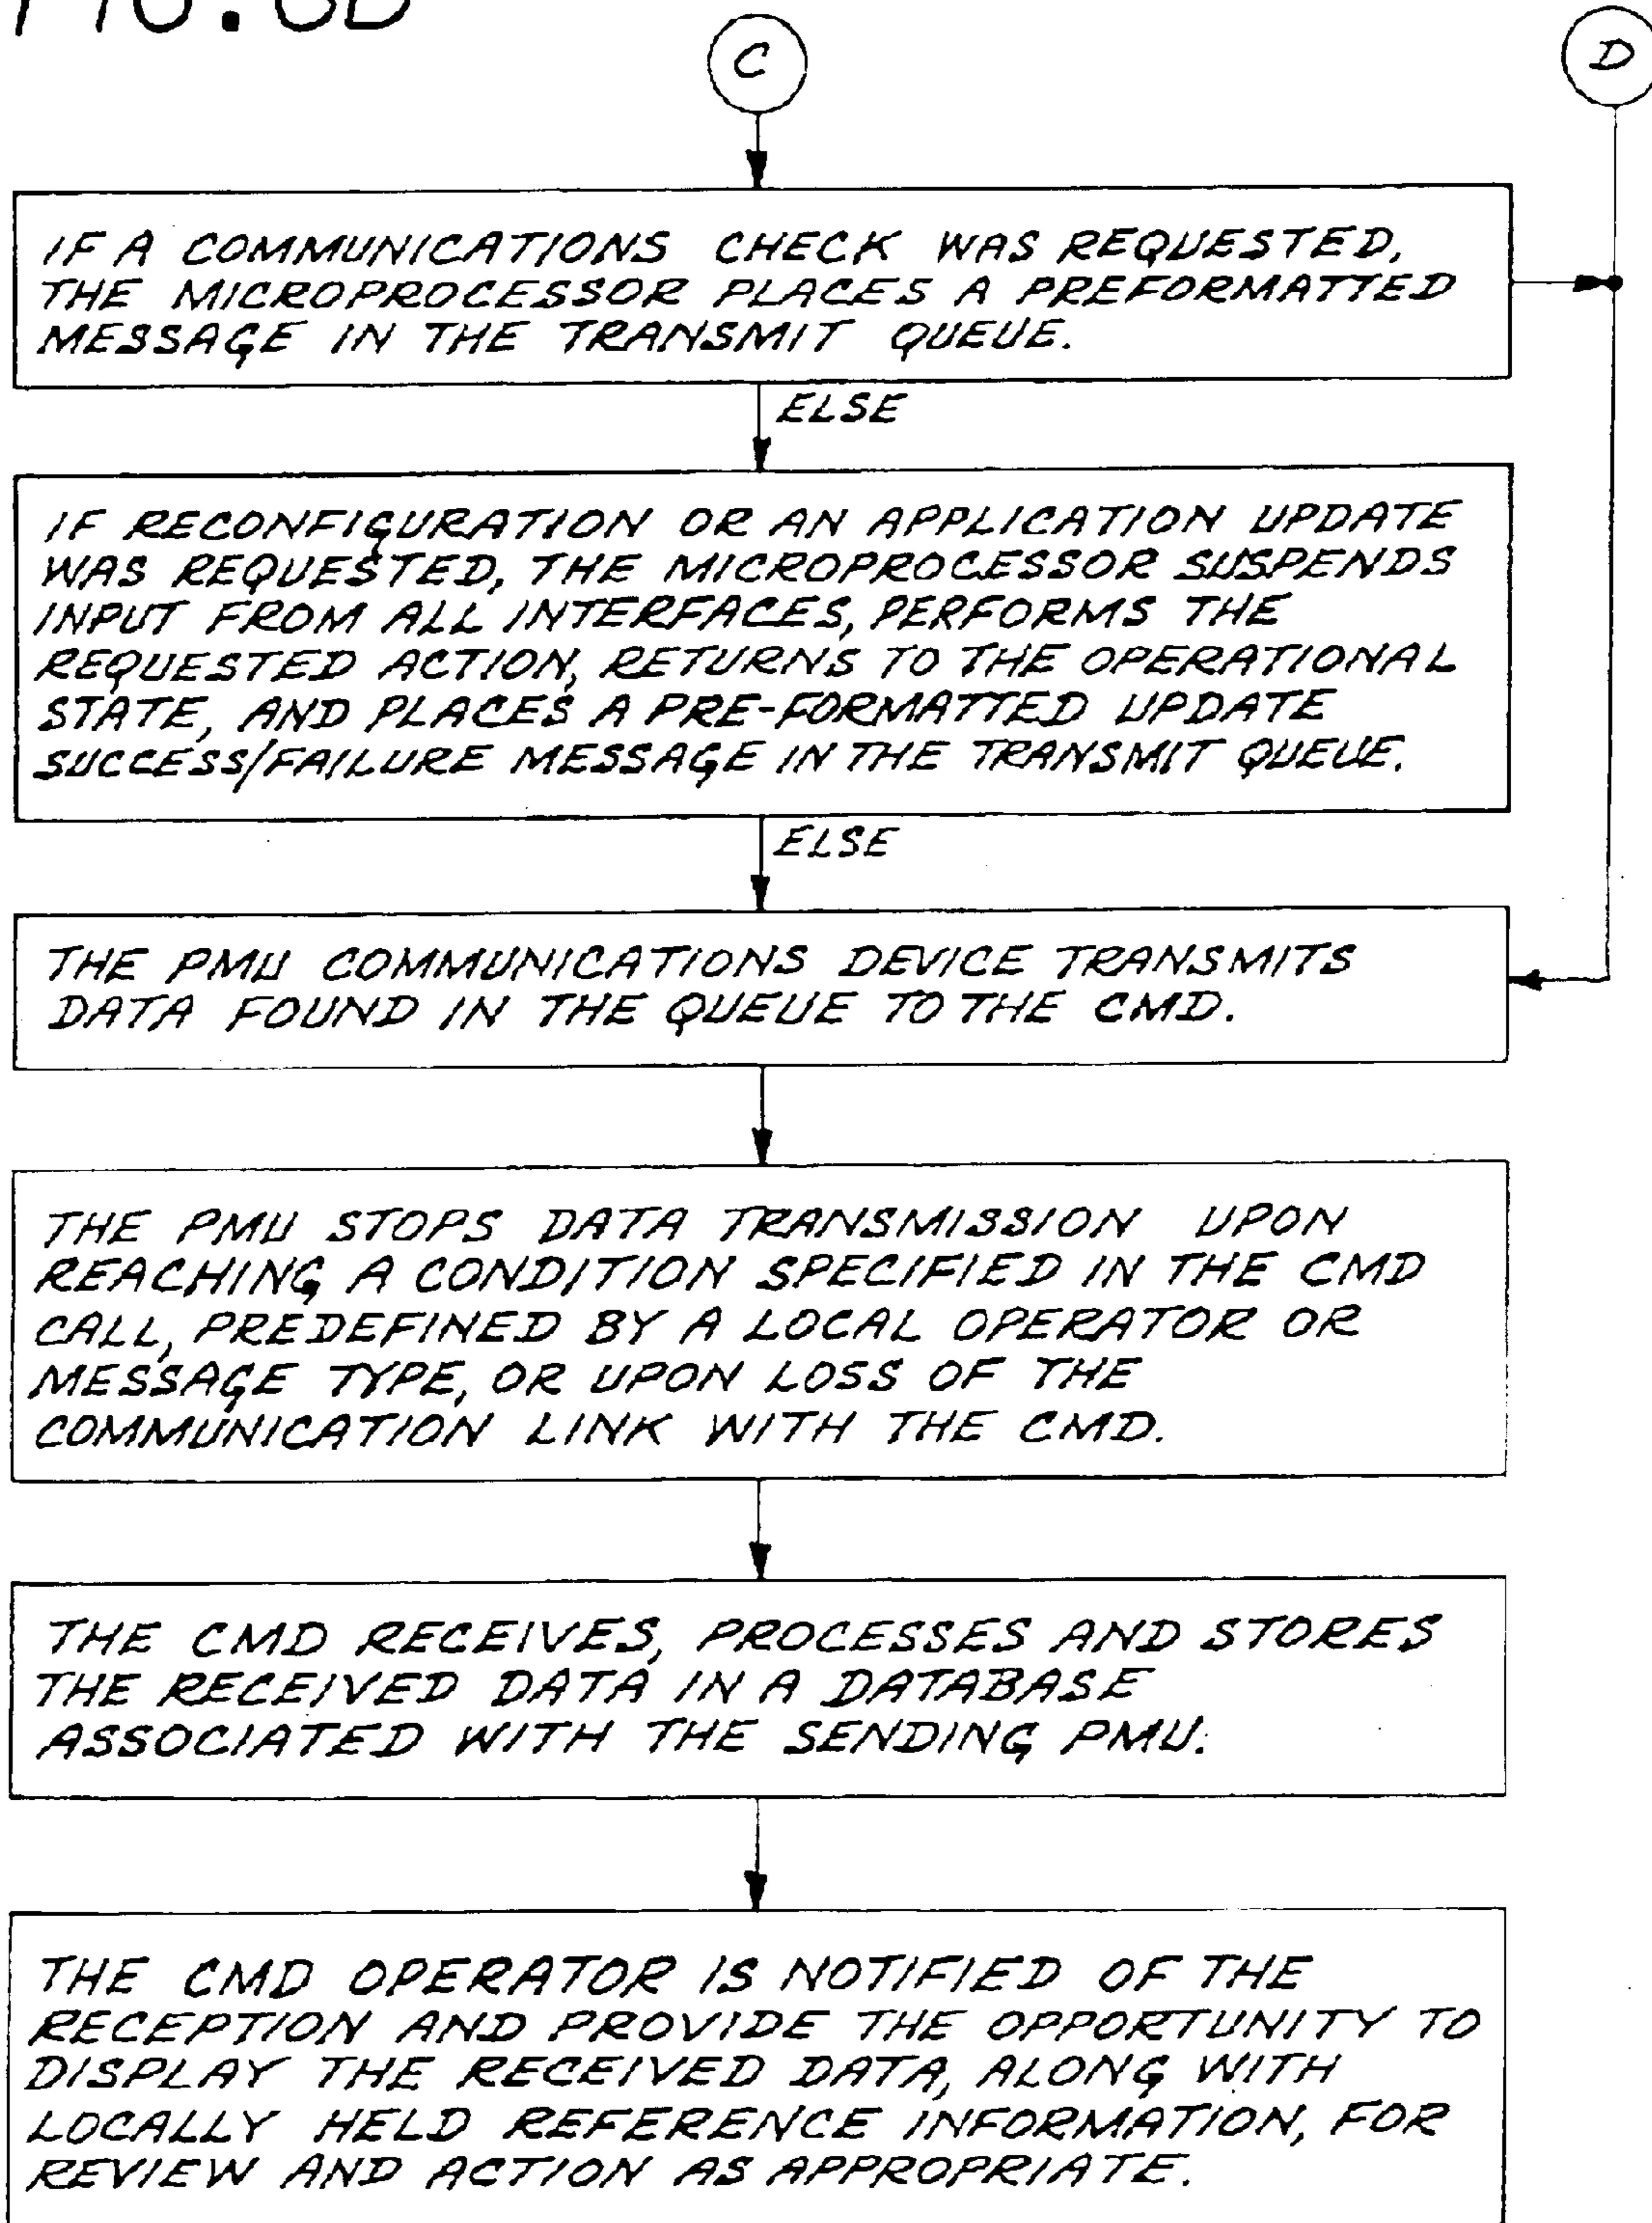 FIG. 6B
C
D
IF A COMMUNICATIONS CHECK WAS REQUESTED,
THE MICROPROCESSOR PLACES A PREFORMATTED
MESSAGE IN THE TRANSMIT QUEUE.
ELSE
IF RECONFIGURATION OR AN APPLICATION UPDATE
WAS REQUESTED, THE MICROPROCESSOR SUSPENDS
INPUT FROM ALL INTERFACES, PERFORMS THE
REQUESTED ACTION, RETURNS TO THE OPERATIONAL
STATE, AND PLACES A PRE-FORMATTED UPDATE
SUCCESS/FAILURE MESSAGE IN THE TRANSMIT QUEUE.
ELSE
THE PMU COMMUNICATIONS DEVICE TRANSMITS
DATA FOUND IN THE QUEUE TO THE CMD.
THE PMU STOPS DATA TRANSMISSION UPON
REACHING A CONDITION SPECIFIED IN THE CMD
CALL, PREDEFINED BY A LOCAL OPERATOR OR
MESSAGE TYPE, OR UPON LOSS OF THE
COMMUNICATION LINK WITH THE CMD.
THE CMD RECEIVES, PROCESSES AND STORES
THE RECEIVED DATA IN A DATABASE
ASSOCIATED WITH THE SENDING PMU.
THE CMD OPERATOR IS NOTIFIED OF THE
RECEPTION AND PROVIDE THE OPPORTUNITY TO
DISPLAY THE RECEIVED DATA, ALONG WITH
LOCALLY HELD REFERENCE INFORMATION, FOR
REVIEW AND ACTION AS APPROPRIATE.